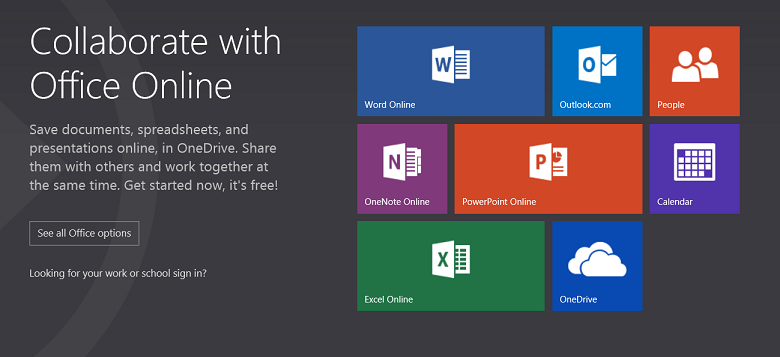 Collaborate with
Office Online
Save documents, spreadsheets, and
presentations online, in OneDrive. Share
them with others and work together at
the same time. Get started now, it's free!
See all Office options
Looking for your work or school sign in?
W
Word Online
O
Outlook.com
People
N
OneNote Online
P
PowerPoint Online
Calendar
X
Excel Online
OneDrive